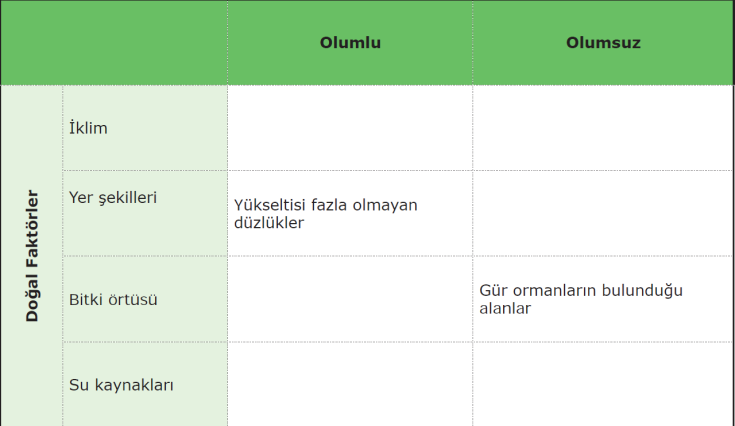 Olumlu
Olumsuz
Doğal Faktörler
İklim
Yer şekilleri
Yükseltisi fazla olmayan
düzlükler
Bitki örtüsü
Gür ormanların bulunduğu
alanlar
Su kaynakları